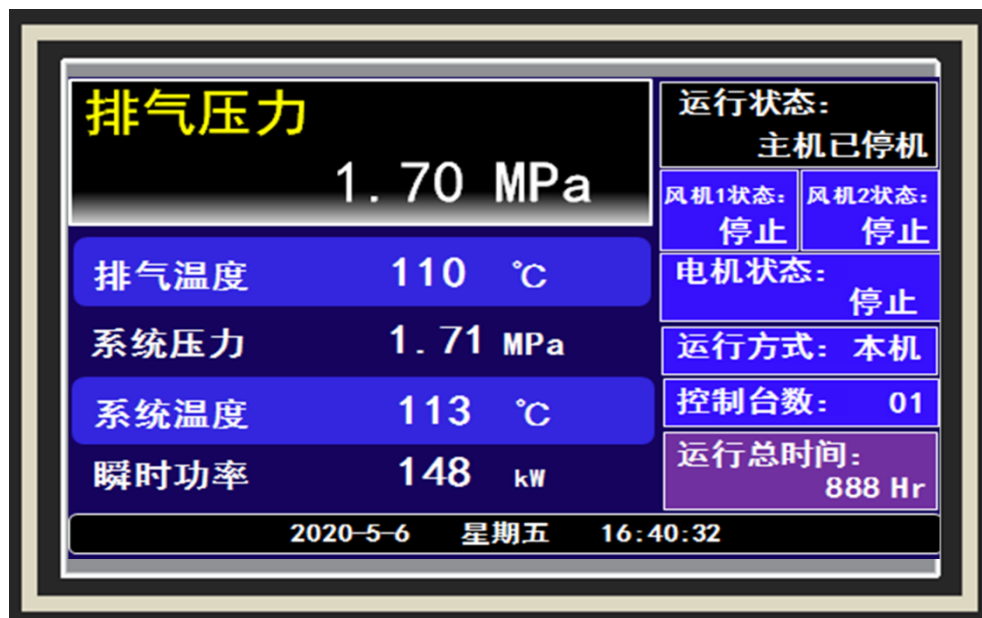 排气压力
1.70 MPa
排气温度 110 ℃
系统压力 1.71 MPa
系统温度 113 ℃
瞬时功率 148 kW
运行状态：
主机已停机
风机1状态： 风机2状态：
停止 停止
电机状态：
停止
运行方式： 本机
控制台数： 01
运行总时间：
888 Hr
2020-5-6 星期五 16:40:32